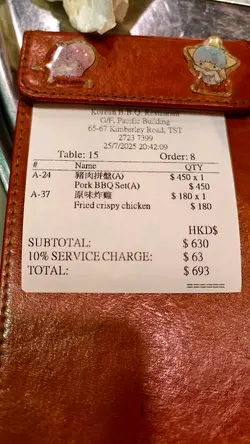 Korean B.B.Q. Restaurant
G/F, Pacific Building
65-67 Kimberley Road, TST
2723 7399
25/7/2025 20:42:09
Table: 15 Order: 8
# Name QTY
A-24 豬肉拼盤(A) $ 450 x 1
Pork BBQ Set(A) $ 450
A-37 原味炸雞 $ 180 x 1
Fried crispy chicken $ 180
HKD$
SUBTOTAL: $ 630
10% SERVICE CHARGE: $ 63
TOTAL: $ 693
======